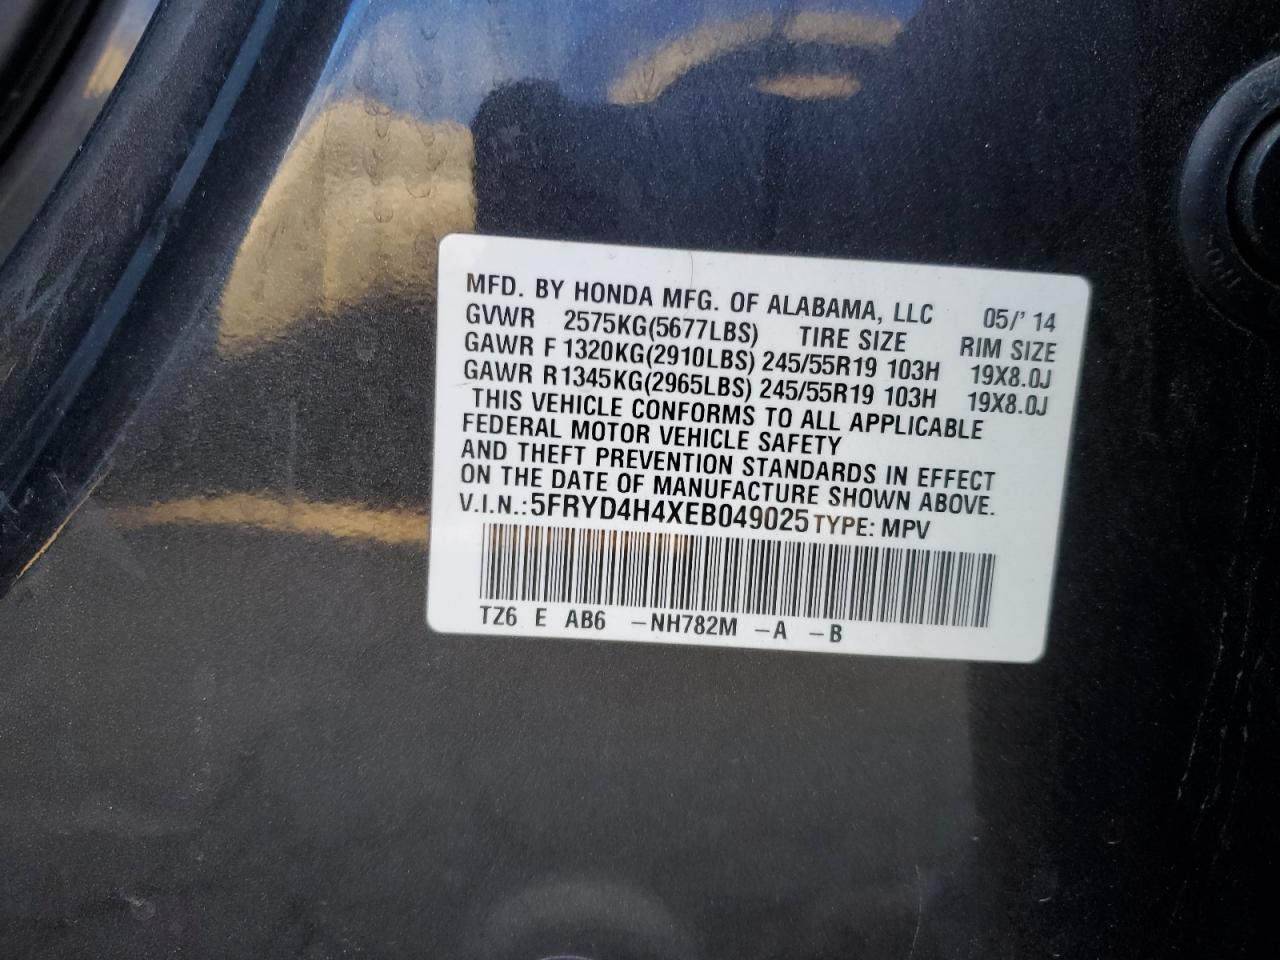 MFD. BY HONDA MFG. OF ALABAMA, LLC 05/' 14
GVWR 2575KG(5677LBS) TIRE SIZE RIM SIZE
GAWR F 1320KG(2910LBS) 245/55R19 103H 19X8.0J
GAWR R 1345KG(2965LBS) 245/55R19 103H 19X8.0J
THIS VEHICLE CONFORMS TO ALL APPLICABLE
FEDERAL MOTOR VEHICLE SAFETY
AND THEFT PREVENTION STANDARDS IN EFFECT
ON THE DATE OF MANUFACTURE SHOWN ABOVE.
V.I.N.: 5FRYD4H4XEB049025 TYPE: MPV
TZ6 E AB6 -NH782M -A -B